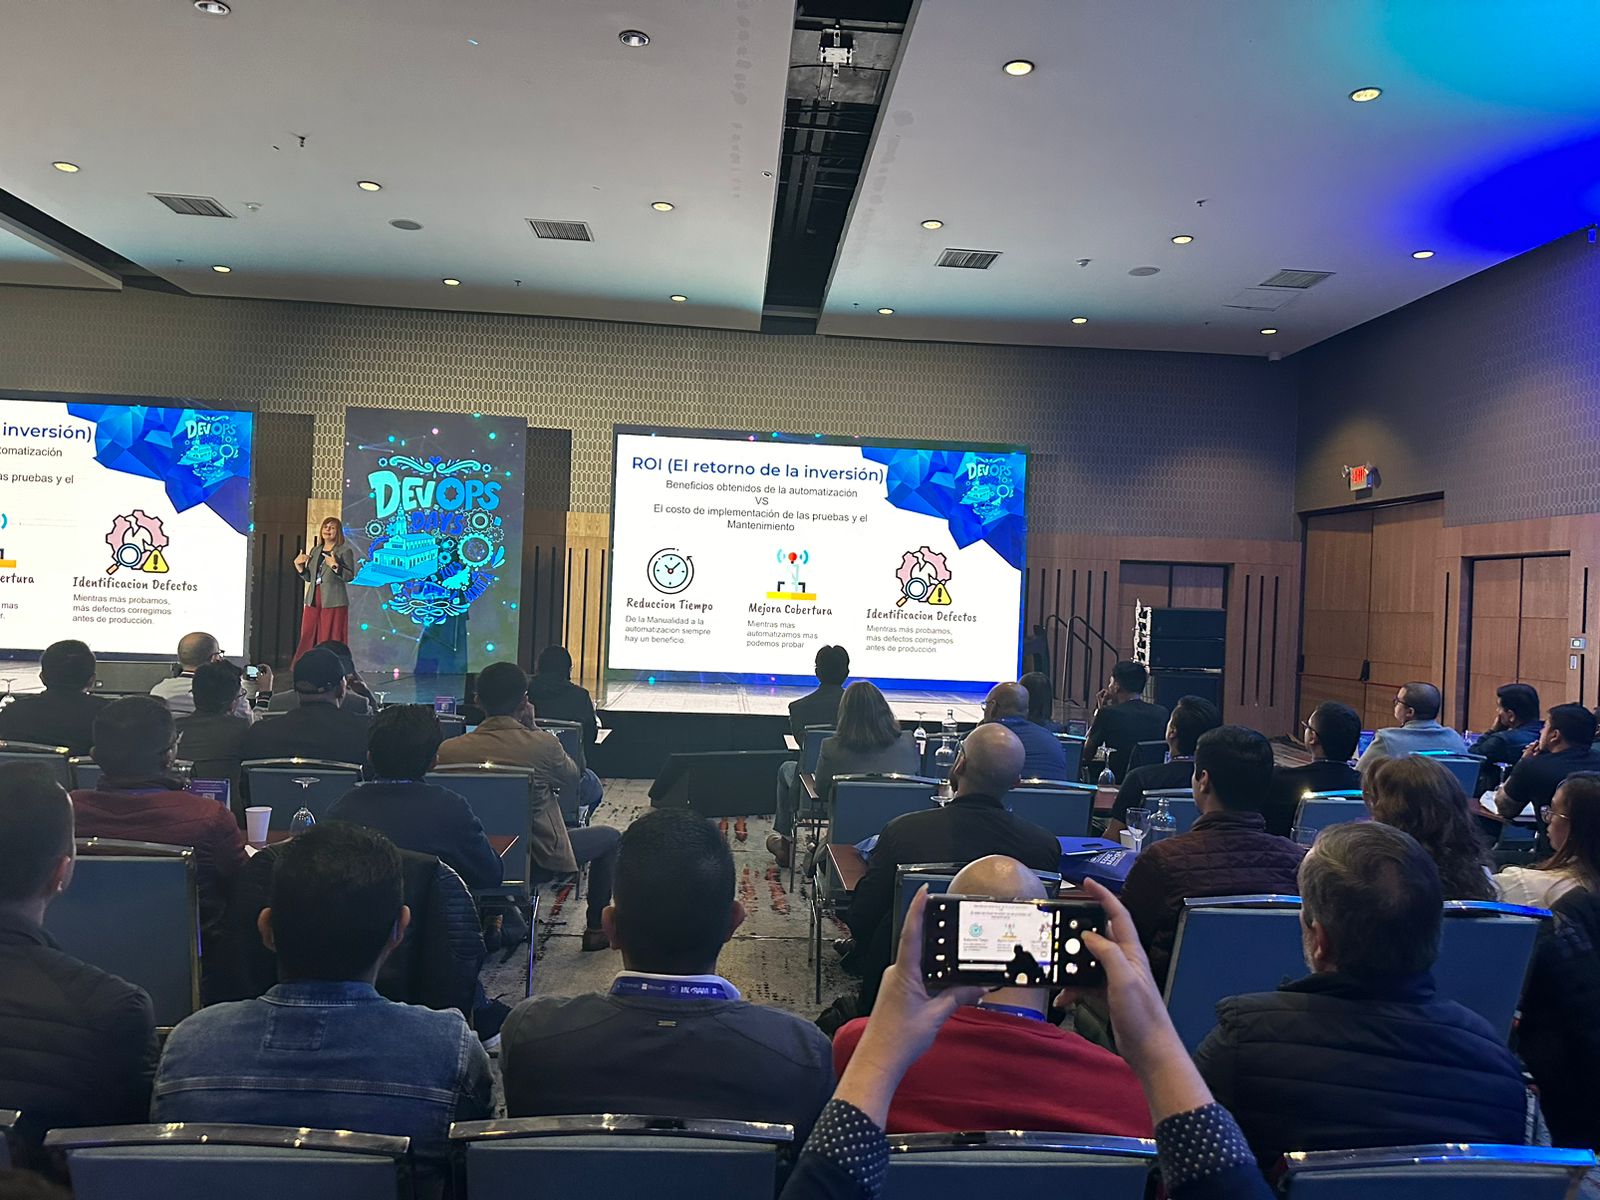 inversión)
DEVOPS
omatización
as pruebas y el
ertura
mas
r.
Identificacion Defectos
Mientras más probamos,
más defectos corregimos
antes de producción.
DEVOPS
DAYS
ROI (El retorno de la inversión)
DEVOPS
Beneficios obtenidos de la automatización
VS
El costo de implementación de las pruebas y el
Mantenimiento
Reduccion Tiempo
De la Manualidad a la
automatizacion siempre
hay un beneficio.
Mejora Cobertura
Mientras mas
automatizamos mas
podemos probar
Identificacion Defectos
Mientras más probamos,
más defectos corregimos
antes de producción.